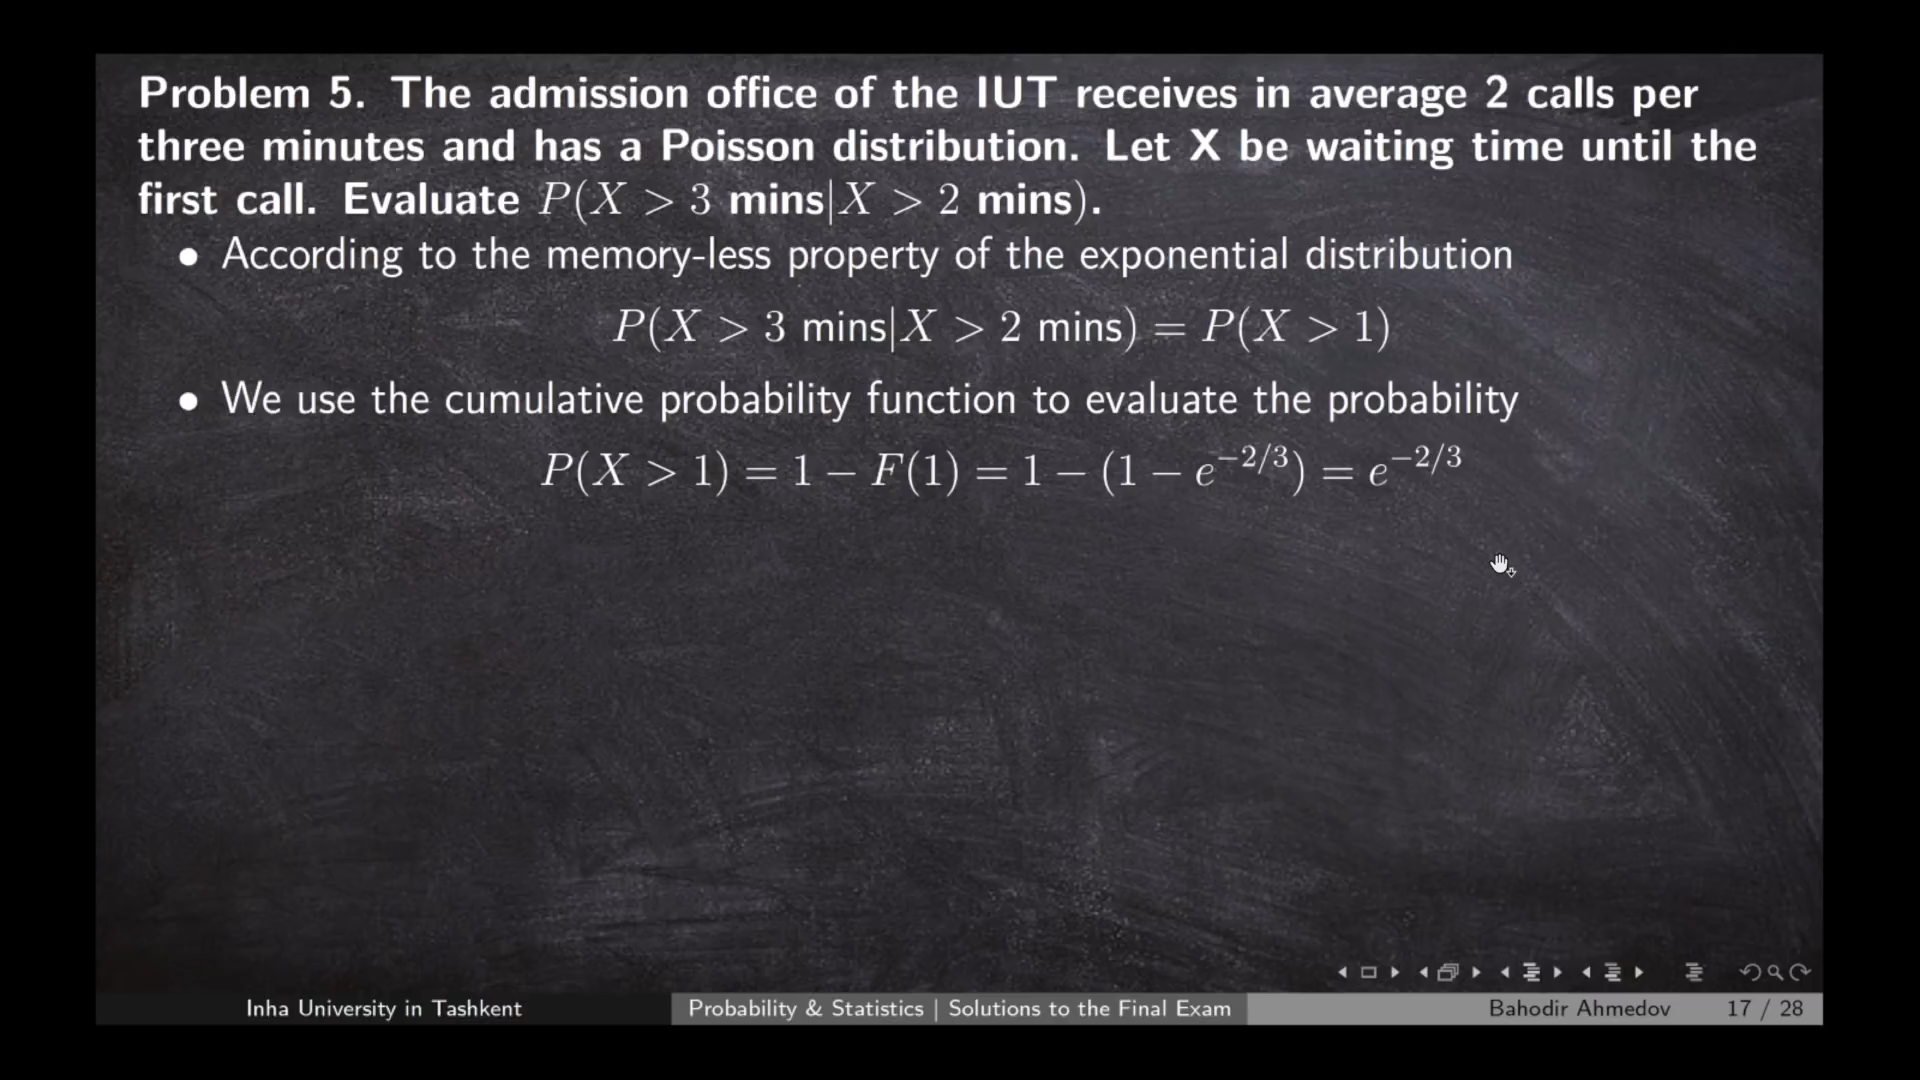 Problem 5. The admission office of the IUT receives in average 2 calls per
three minutes and has a Poisson distribution. Let X be waiting time until the
first call. Evaluate P(X > 3 mins|X > 2 mins).
• According to the memory-less property of the exponential distribution
P(X > 3 mins|X > 2 mins) = P(X > 1)
• We use the cumulative probability function to evaluate the probability
P(X > 1) = 1 − F(1) = 1 − (1 − e^{−2/3}) = e^{−2/3}
Inha University in Tashkent
Probability & Statistics | Solutions to the Final Exam
Bahodir Ahmedov
17 / 28